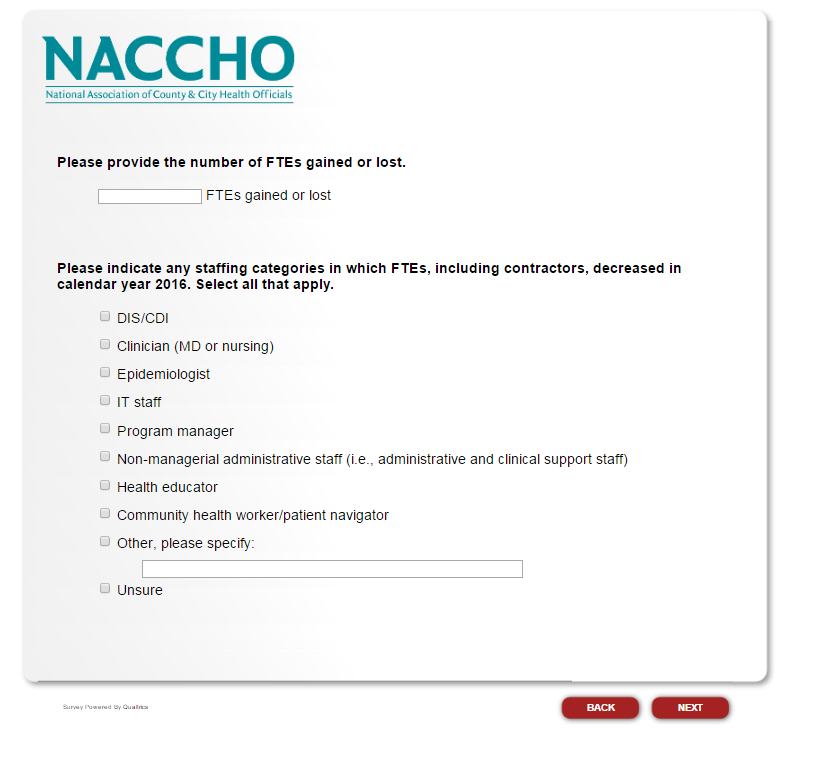 NACCHO
National Association of County & City Health Officials
Please provide the number of FTEs gained or lost.
FTEs gained or lost
Please indicate any staffing categories in which FTEs, including contractors, decreased in
calendar year 2016. Select all that apply.
DIS/CDI
Clinician (MD or nursing)
Epidemiologist
IT staff
Program manager
Non-managerial administrative staff (i.e., administrative and clinical support staff)
Health educator
Community health worker/patient navigator
Other, please specify:
Unsure
Survey Powered By Qualtrics
BACK
NEXT